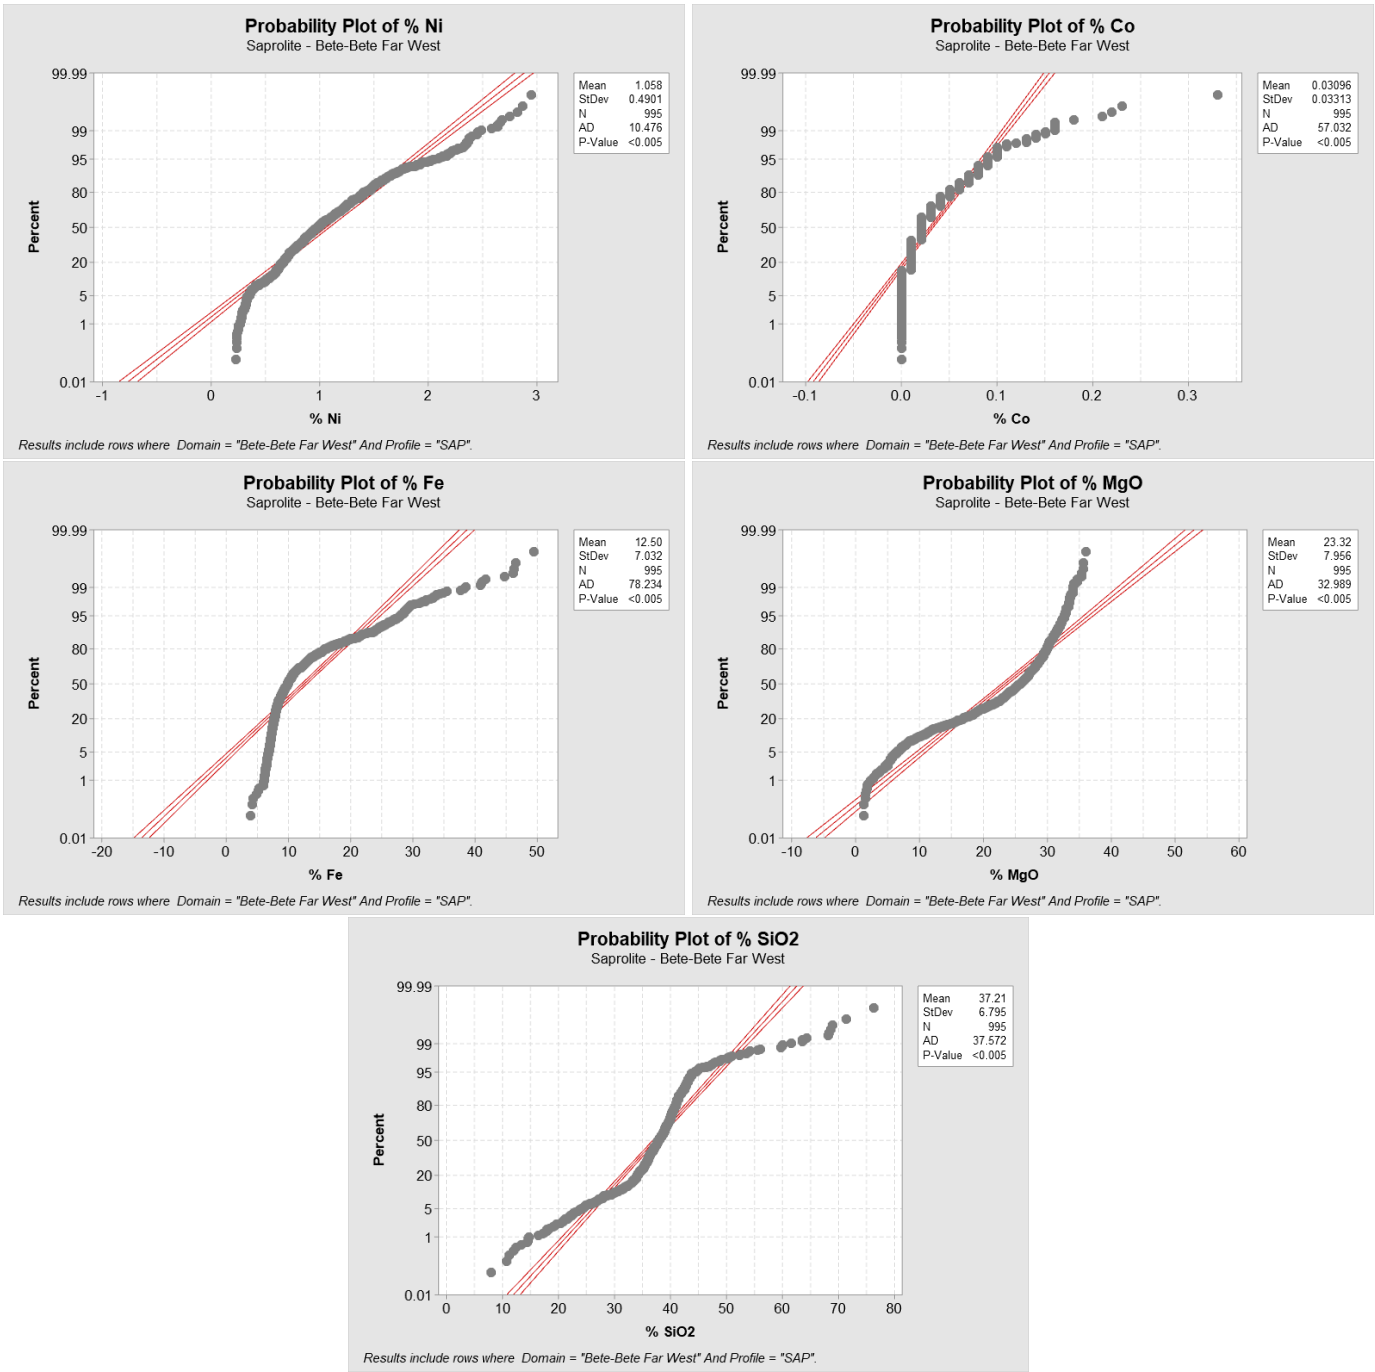 Probability Plot of % Ni
Saprolite - Bete-Bete Far West
99.99
99
95
80
50
20
5
1
0.01
Percent
-1 0 1 2 3
% Ni
Mean 1.058
StDev 0.4901
N 995
AD 10.476
P-Value <0.005
Results include rows where Domain = "Bete-Bete Far West" And Profile = "SAP".
Probability Plot of % Co
Saprolite - Bete-Bete Far West
99.99
99
95
80
50
20
5
1
0.01
Percent
-0.1 0.0 0.1 0.2 0.3
% Co
Mean 0.03096
StDev 0.03313
N 995
AD 57.032
P-Value <0.005
Results include rows where Domain = "Bete-Bete Far West" And Profile = "SAP".
Probability Plot of % Fe
Saprolite - Bete-Bete Far West
99.99
99
95
80
50
20
5
1
0.01
Percent
-20 -10 0 10 20 30 40 50
% Fe
Mean 12.50
StDev 7.032
N 995
AD 78.234
P-Value <0.005
Results include rows where Domain = "Bete-Bete Far West" And Profile = "SAP".
Probability Plot of % MgO
Saprolite - Bete-Bete Far West
99.99
99
95
80
50
20
5
1
0.01
Percent
-10 0 10 20 30 40 50 60
% MgO
Mean 23.32
StDev 7.956
N 995
AD 32.989
P-Value <0.005
Results include rows where Domain = "Bete-Bete Far West" And Profile = "SAP".
Probability Plot of % SiO2
Saprolite - Bete-Bete Far West
99.99
99
95
80
50
20
5
1
0.01
Percent
0 10 20 30 40 50 60 70 80
% SiO2
Mean 37.21
StDev 6.795
N 995
AD 37.572
P-Value <0.005
Results include rows where Domain = "Bete-Bete Far West" And Profile = "SAP".